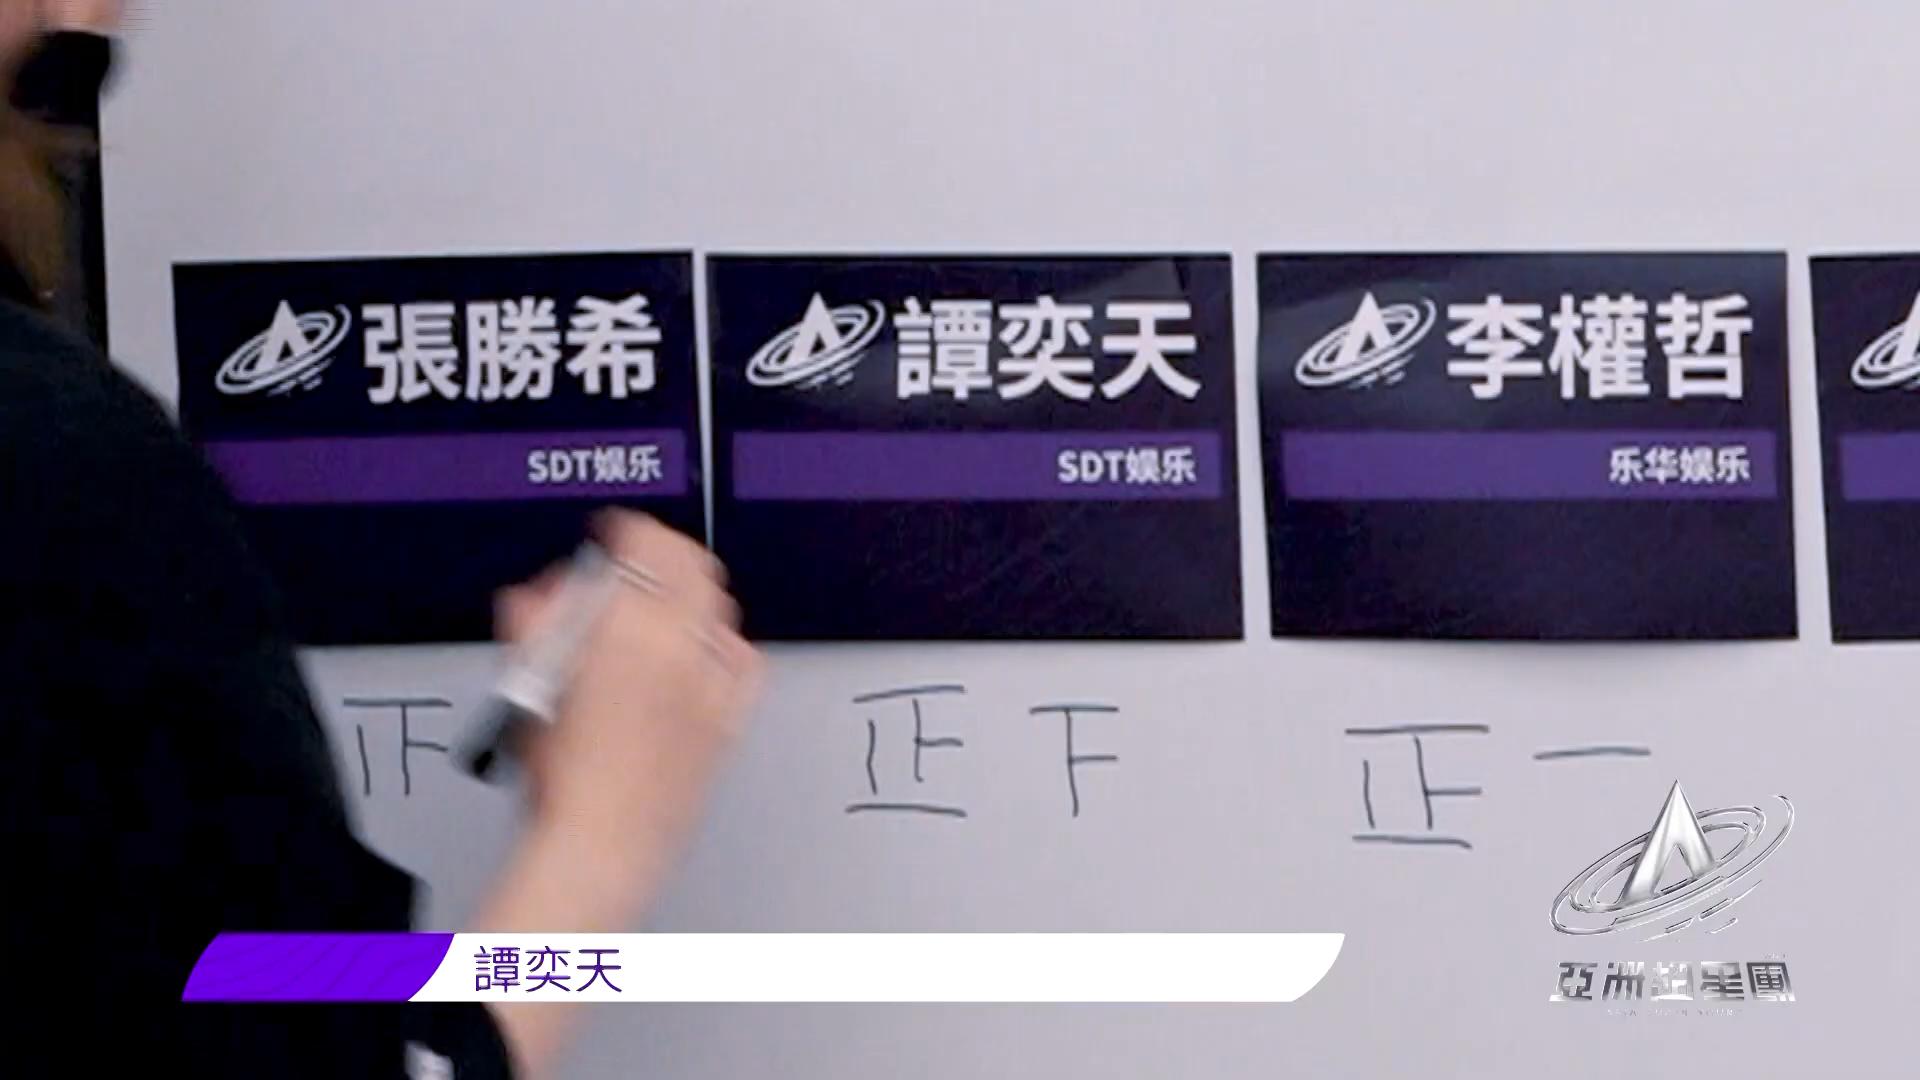 張勝希
SDT娱乐
譚奕天
SDT娱乐
李權哲
乐华娱乐
正
正 下
正 一
譚奕天
亞洲超星團